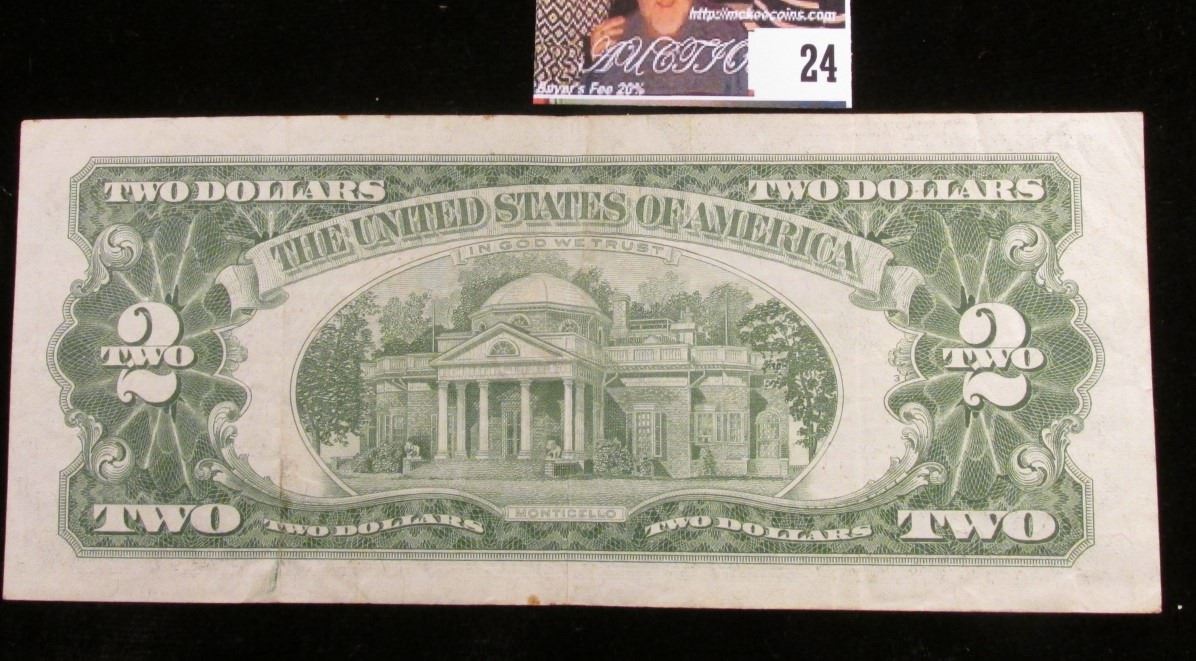 http://mckeecoins.com
AUCTIO
24
Buyer's Fee 20%
TWO DOLLARS TWO DOLLARS
THE UNITED STATES OF AMERICA
IN GOD WE TRUST
2 2
TWO TWO
MONTICELLO
TWO TWO DOLLARS TWO DOLLARS TWO